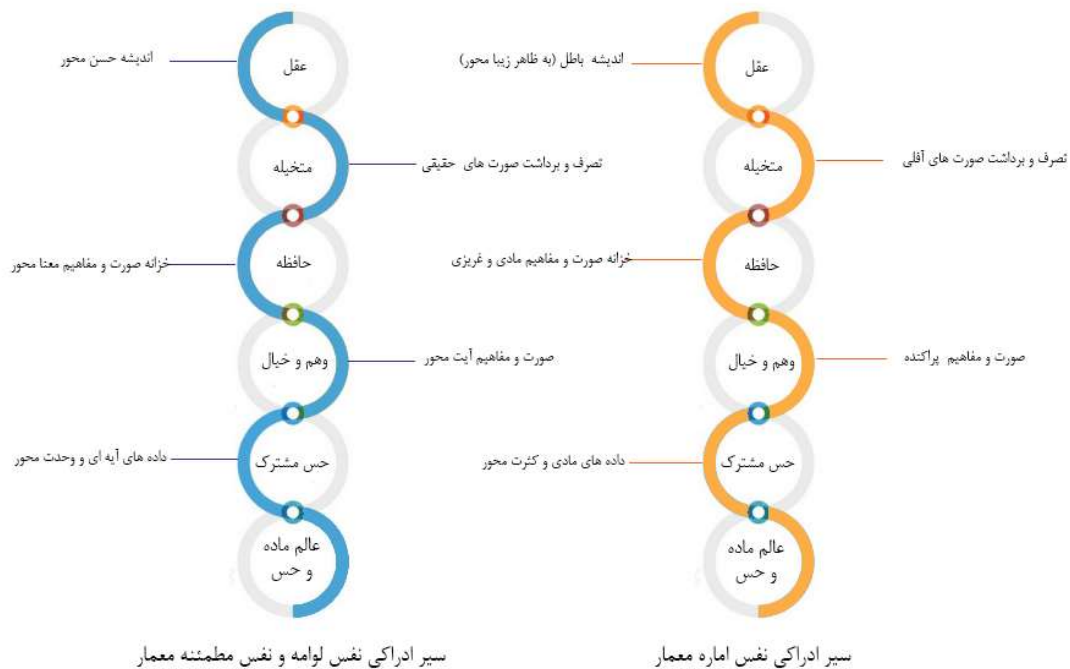 عقل
اندیشه باطل (به ظاهر زیبا محور)
متخیله
تصرف و برداشت صورت های آفلی
حافظه
خزانه صورت و مفاهیم مادی و غریزی
وهم و خیال
صورت و مفاهیم پراکنده
حس مشترک
داده های مادی و کثرت محور
عالم ماده
و حس
سیر ادراکی نفس اماره معمار
عقل
اندیشه حسن محور
متخیله
تصرف و برداشت صورت های حقیقی
حافظه
خزانه صورت و مفاهیم معنا محور
وهم و خیال
صورت و مفاهیم آیت محور
حس مشترک
داده های آیه ای و وحدت محور
عالم ماده
و حس
سیر ادراکی نفس لوامه و نفس مطمئنه معمار